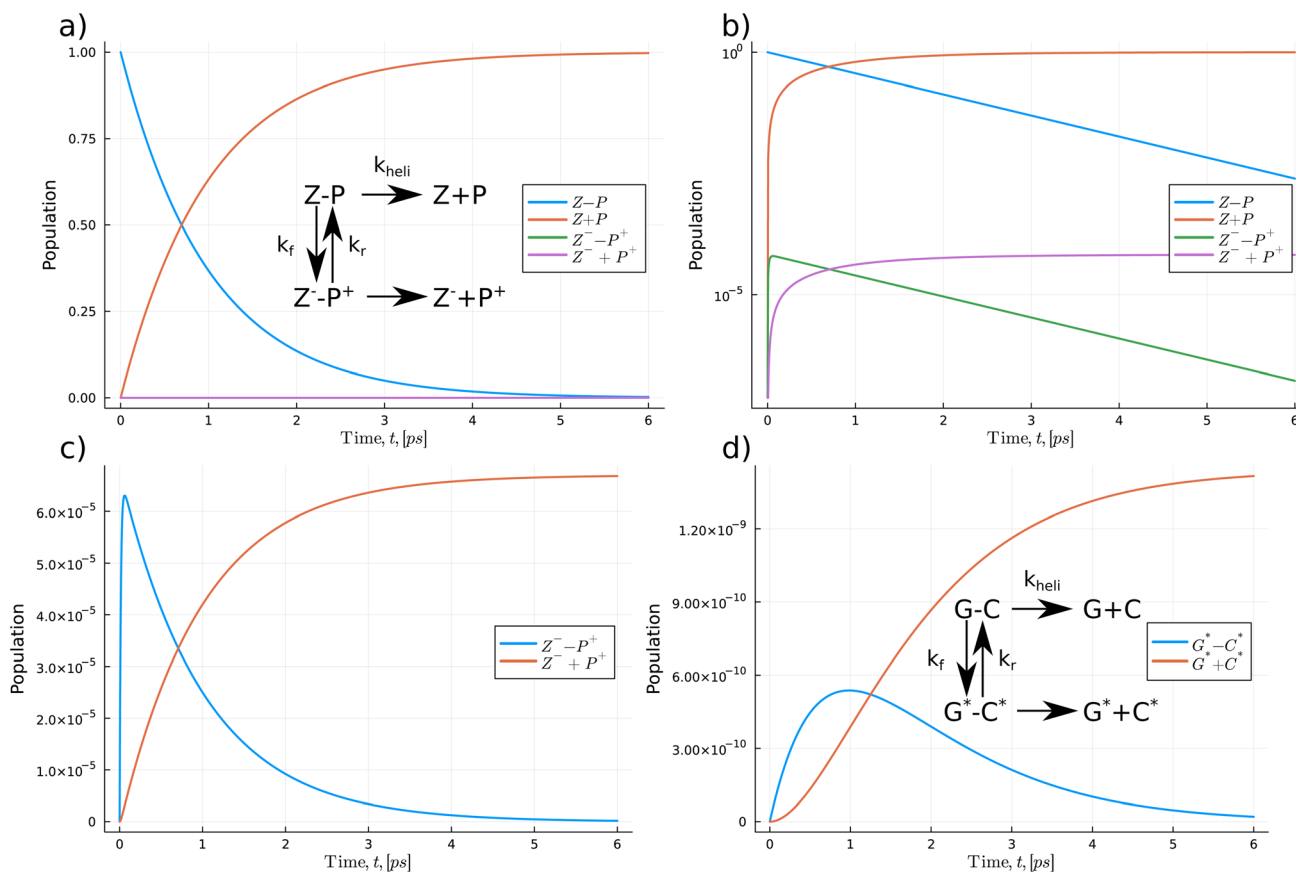 a)
1.00
0.75
0.50
0.25
0.00
Population
0 1 2 3 4 5 6
Time, t, [ps]
Z-P k_heli Z+P
k_f k_r
Z⁻-P⁺ Z⁻+P⁺
Z−P
Z+P
Z⁻−P⁺
Z⁻+P⁺
b)
10⁰
10⁻⁵
Population
0 1 2 3 4 5 6
Time, t, [ps]
Z−P
Z+P
Z⁻−P⁺
Z⁻+P⁺
c)
6.0×10⁻⁵
5.0×10⁻⁵
4.0×10⁻⁵
3.0×10⁻⁵
2.0×10⁻⁵
1.0×10⁻⁵
0
Population
0 1 2 3 4 5 6
Time, t, [ps]
Z⁻−P⁺
Z⁻+P⁺
d)
1.20×10⁻⁹
9.00×10⁻¹⁰
6.00×10⁻¹⁰
3.00×10⁻¹⁰
0
Population
0 1 2 3 4 5 6
Time, t, [ps]
G-C k_heli G+C
k_f k_r
G*-C* G*+C*
G*−C*
G*+C*